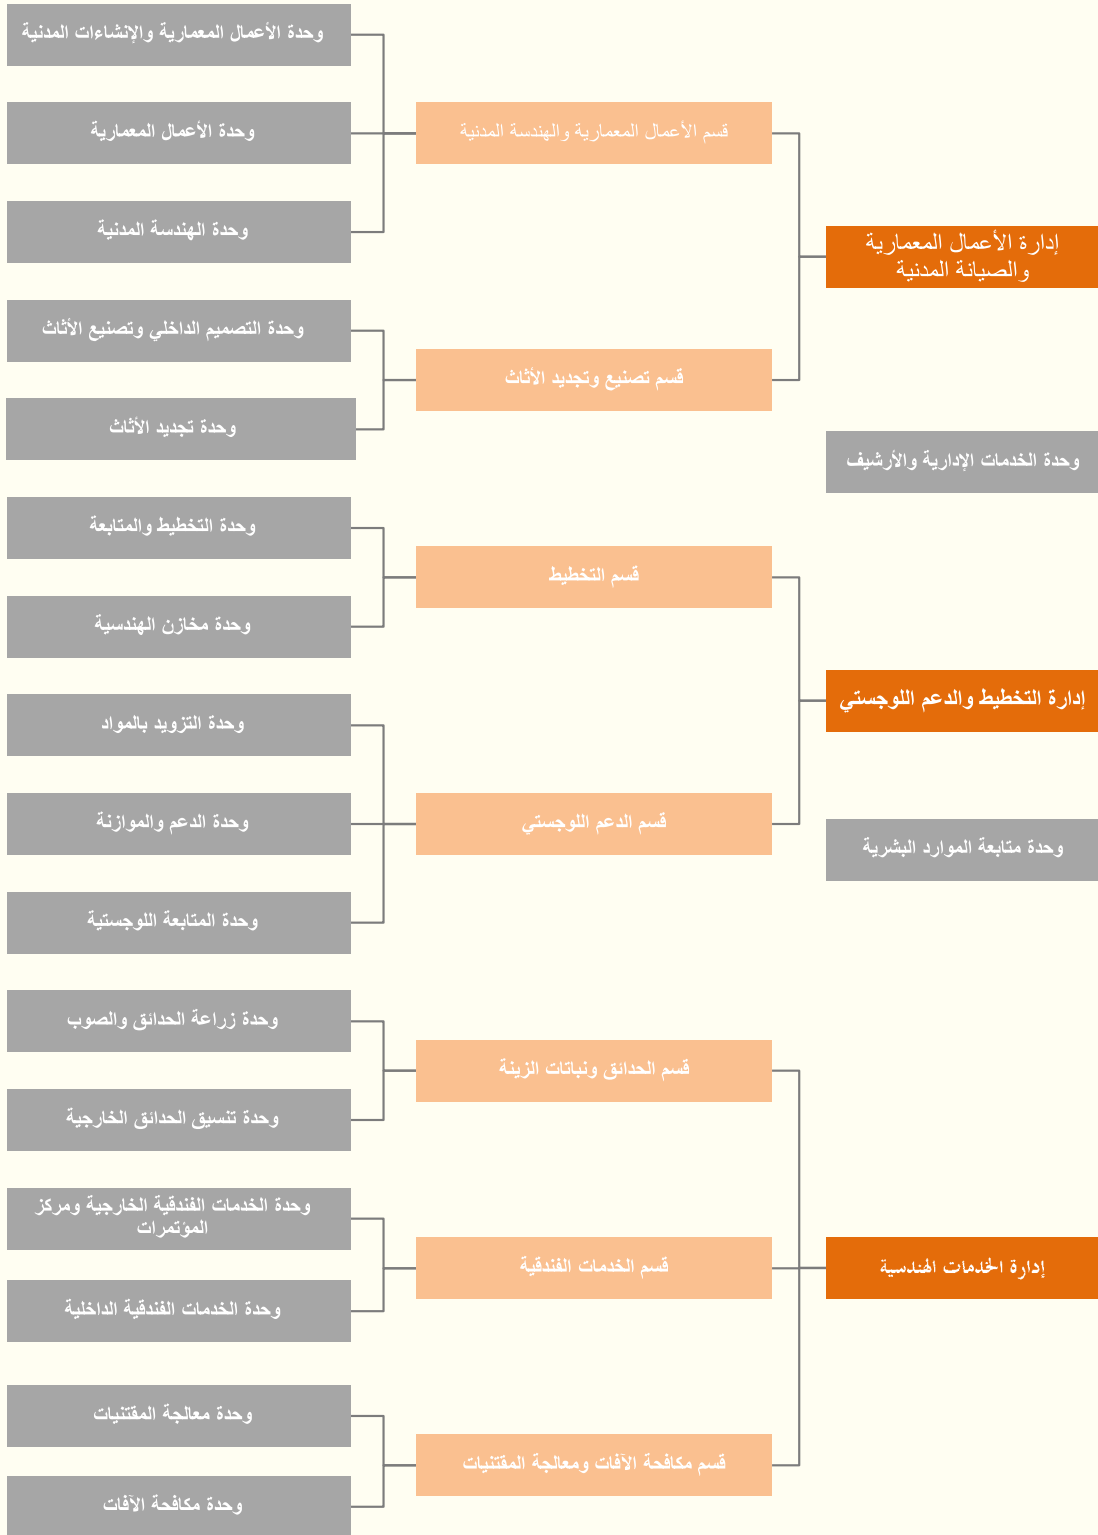 إدارة الأعمال المعمارية
والصيانة المدنية
قسم الأعمال المعمارية والهندسة المدنية
وحدة الأعمال المعمارية والإنشاءات المدنية
وحدة الأعمال المعمارية
وحدة الهندسة المدنية
قسم تصنيع وتجديد الأثاث
وحدة التصميم الداخلي وتصنيع الأثاث
وحدة تجديد الأثاث
وحدة الخدمات الإدارية والأرشيف
إدارة التخطيط والدعم اللوجستي
قسم التخطيط
وحدة التخطيط والمتابعة
وحدة مخازن الهندسية
قسم الدعم اللوجستي
وحدة التزويد بالمواد
وحدة الدعم والموازنة
وحدة المتابعة اللوجستية
وحدة متابعة الموارد البشرية
إدارة الخدمات الهندسية
قسم الحدائق ونباتات الزينة
وحدة زراعة الحدائق والصوب
وحدة تنسيق الحدائق الخارجية
قسم الخدمات الفندقية
وحدة الخدمات الفندقية الخارجية ومركز
المؤتمرات
وحدة الخدمات الفندقية الداخلية
قسم مكافحة الآفات ومعالجة المقتنيات
وحدة معالجة المقتنيات
وحدة مكافحة الآفات